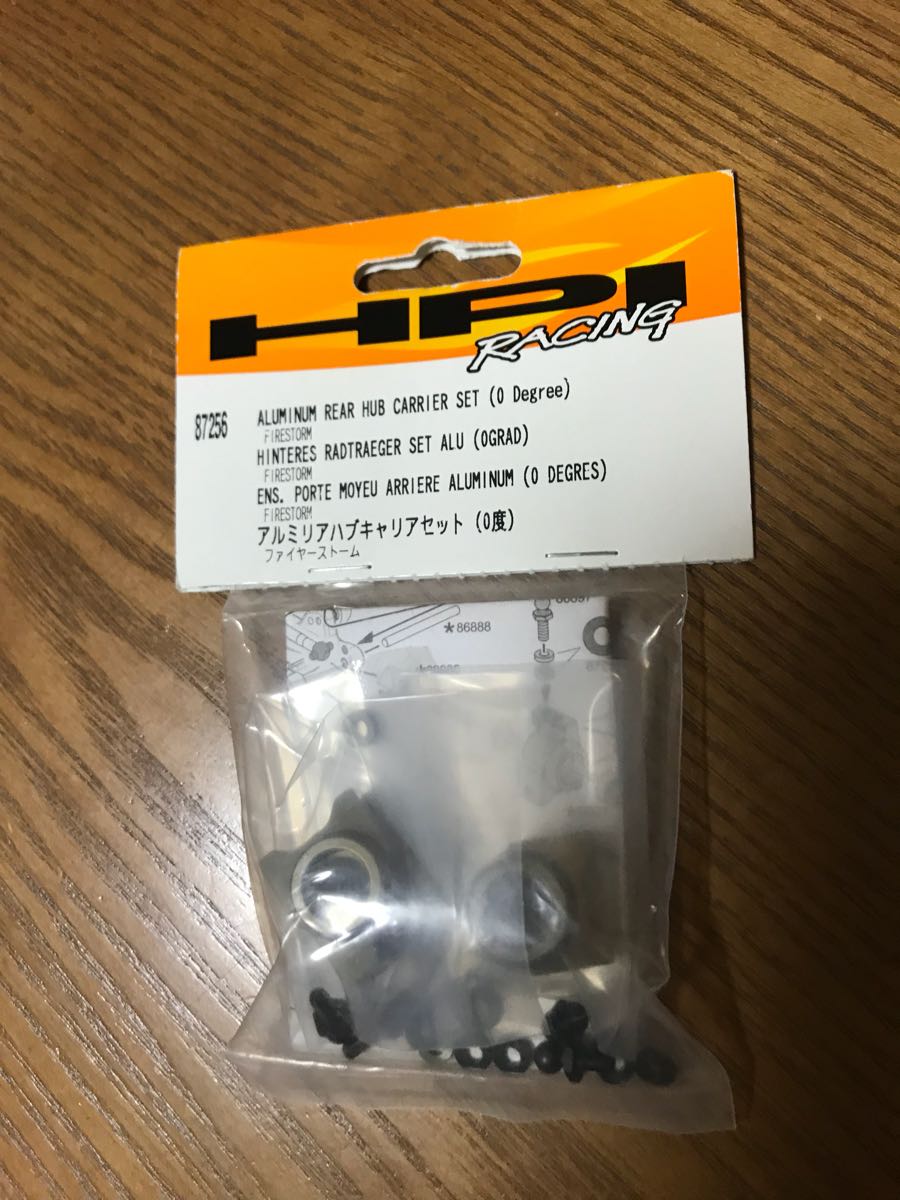 HPI
RACING
87256
ALUMINUM REAR HUB CARRIER SET (0 Degree)
FIRESTORM
HINTERES RADTRAEGER SET ALU (0GRAD)
FIRESTORM
ENS. PORTE MOYEU ARRIERE ALUMINUM (0 DEGRES)
FIRESTORM
アルミリアハブキャリアセット (0度)
ファイヤーストーム
*86888